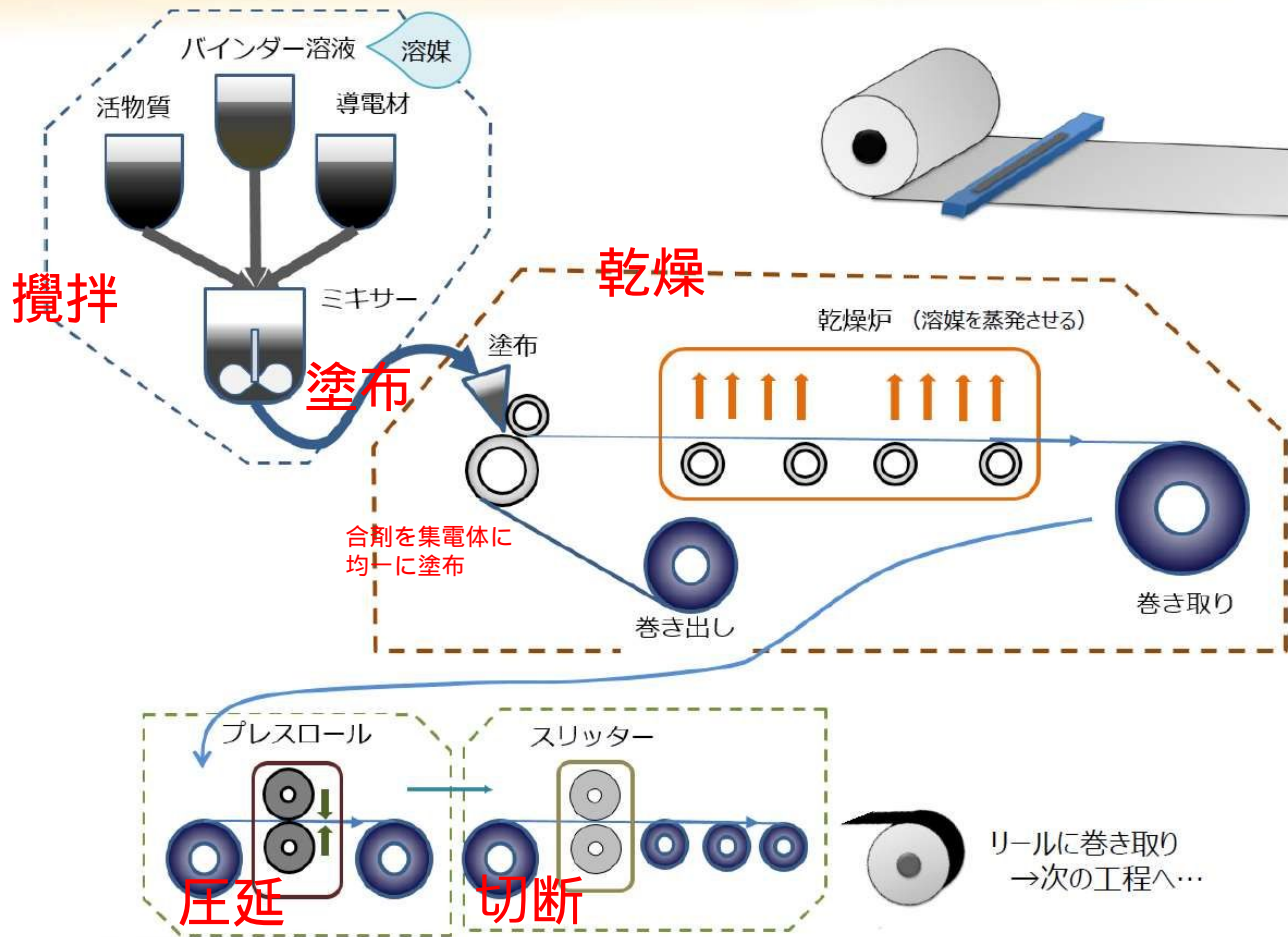 バインダー溶液
溶媒
活物質
導電材
攪拌
ミキサー
塗布
乾燥
乾燥炉 （溶媒を蒸発させる）
塗布
合剤を集電体に
均一に塗布
巻き出し
巻き取り
プレスロール
スリッター
圧延
切断
リールに巻き取り
→次の工程へ…